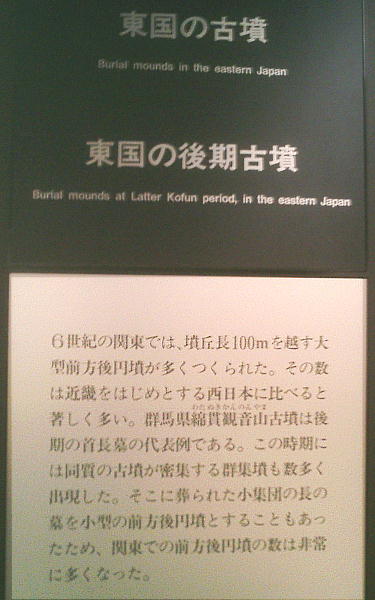 東国の古墳
Burial mounds in the eastern Japan
東国の後期古墳
Burial mounds at Latter Kofun period, in the eastern Japan
6世紀の関東では、墳丘長100mを越す大
型前方後円墳が多くつくられた。その数
は近畿をはじめとする西日本に比べると
わたぬきかんのんやま
著しく多い。群馬県綿貫観音山古墳は後
期の首長墓の代表例である。この時期に
は同質の古墳が密集する群集墳も数多く
出現した。そこに葬られた小集団の長の
墓を小型の前方後円墳とすることもあっ
たため、関東での前方後円墳の数は非常
に多くなった。